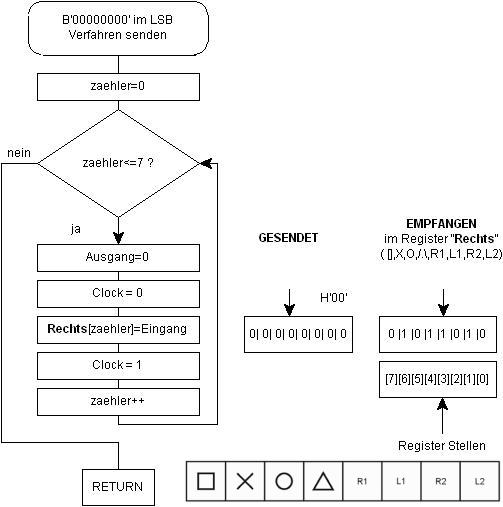 B'00000000' im LSB
Verfahren senden
zaehler=0
nein
zaehler<=7 ?
ja
Ausgang=0
Clock = 0
Rechts[zaehler]=Eingang
Clock = 1
zaehler++
RETURN
GESENDET
H'00'
0| 0| 0| 0| 0| 0| 0| 0
EMPFANGEN
im Register "Rechts"
( [],X,O,/.\,R1,L1,R2,L2)
0 |1 |0 |1 |1 |0 |1 |0
[7][6][5][4][3][2][1][0]
Register Stellen
R1 L1 R2 L2